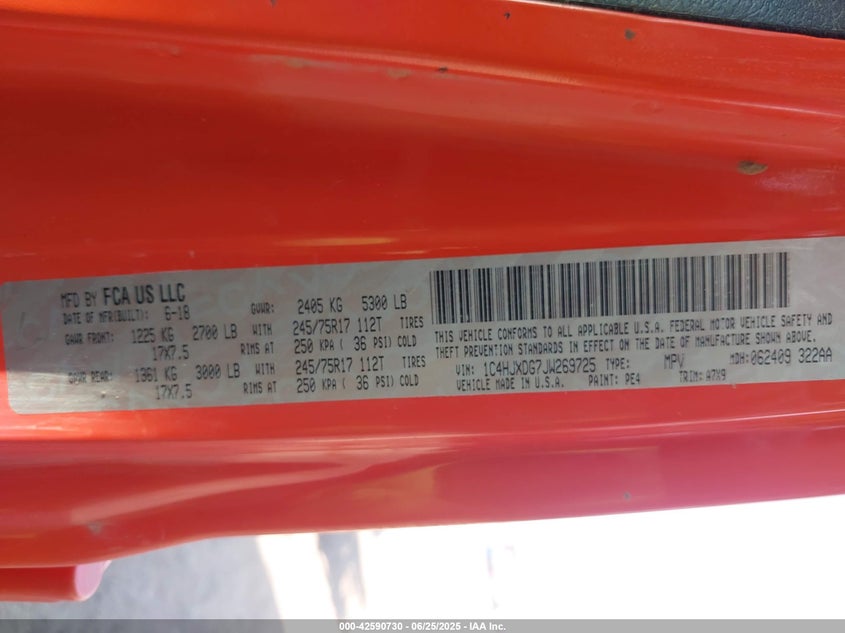 MFD BY FCA US LLC
DATE OF MFR(BUILT): 6-18 GVWR: 2405 KG 5300 LB
GAWR FRONT: 1225 KG 2700 LB WITH 245/75R17 112T TIRES
17X7.5 RIMS AT 250 KPA ( 36 PSI) COLD
GAWR REAR: 1361 KG 3000 LB WITH 245/75R17 112T TIRES
17X7.5 RIMS AT 250 KPA ( 36 PSI) COLD
THIS VEHICLE CONFORMS TO ALL APPLICABLE U.S.A. FEDERAL MOTOR VEHICLE SAFETY AND
THEFT PREVENTION STANDARDS IN EFFECT ON THE DATE OF MANUFACTURE SHOWN ABOVE.
VIN: 1C4HJXDG7JW269725 TYPE: MPV MDH: 062409 322AA
VEHICLE MADE IN U.S.A. PAINT: PE4 TRIM: A7X9
000-42590730 - 06/25/2025 - IAA Inc.